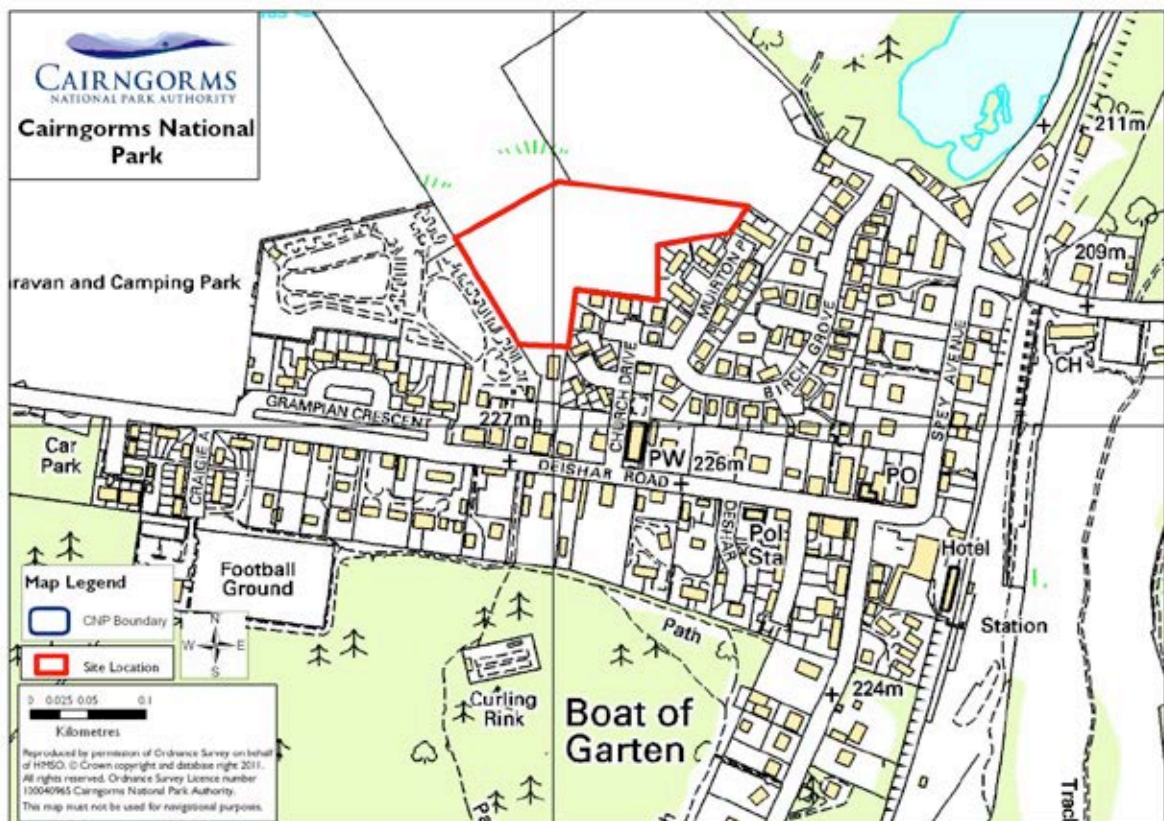 CAIRNGORMS
NATIONAL PARK AUTHORITY
Cairngorms National
Park
211m
209m
aravan and Camping Park
MUIRTON P
BIRCH GROVE
SPEY AVENUE
CH
CHURCH DRIVE
GRAMPIAN CRESCENT
227m
Car
Park
CRAIGIE A
DEISHAR ROAD
PW
226m
PO
DESHAR
Pol
Sta
Hotel
Football
Ground
Station
Path
Curling
Rink
Boat of
Garten
224m
Track
Pa
Map Legend
CNP Boundary
Site Location
N
W E
S
0 0.025 0.05 0.1
Kilometres
Reproduced by permission of Ordnance Survey on behalf
of HMSO. © Crown copyright and database right 2011.
All rights reserved. Ordnance Survey Licence number
100040965 Cairngorms National Park Authority.
This map must not be used for navigational purposes.